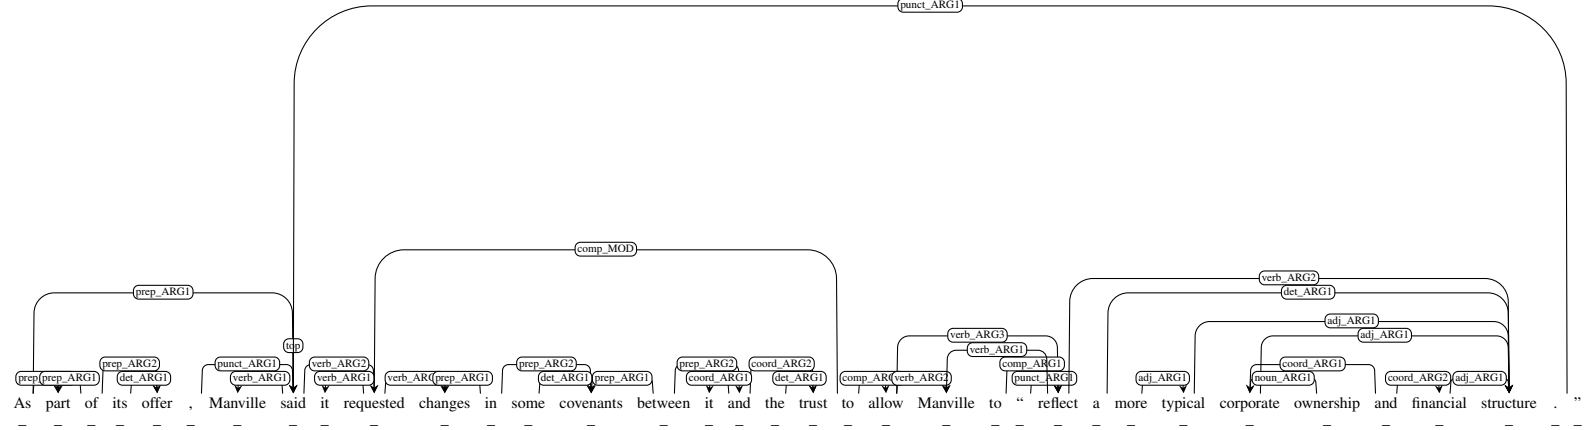 punct_ARG1
comp_MOD
prep_ARG1 verb_ARG2
det_ARG1
adj_ARG1
verb_ARG3 adj_ARG1
top verb_ARG1
prep_ARG2 punct_ARG1 verb_ARG2 prep_ARG2 prep_ARG2 coord_ARG2 comp_ARG1 coord_ARG1
prep_ARG1 det_ARG1 verb_ARG1 verb_ARG1 prep_ARG1 det_ARG1 prep_ARG1 coord_ARG1 det_ARG1 verb_ARG2 punct_ARG1 adj_ARG1 noun_ARG1 coord_ARG2 adj_ARG1
As part of its offer , Manville said it requested changes in some covenants between it and the trust to allow Manville to “ reflect a more typical corporate ownership and financial structure . ”
_ _ _ _ _ _ _ _ _ _ _ _ _ _ _ _ _ _ _ _ _ _ _ _ _ _ _ _ _ _ _ _ _ _ _